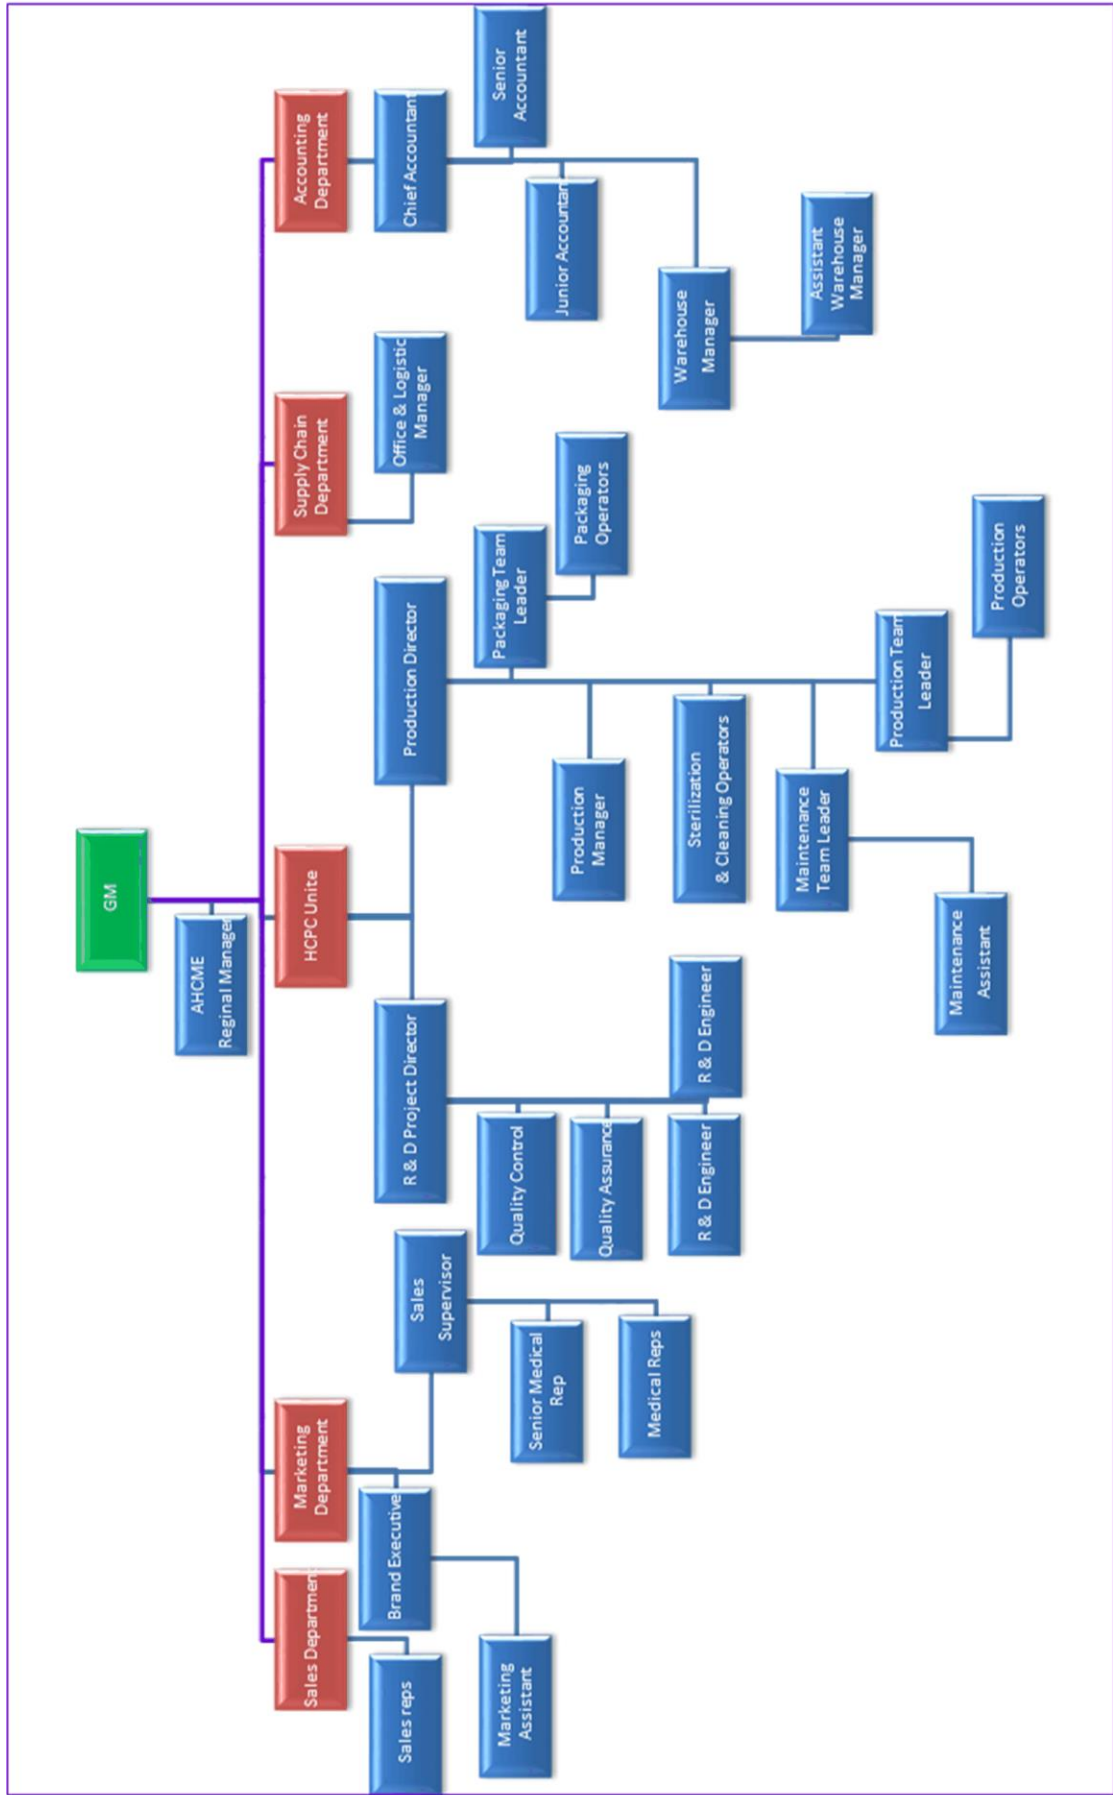 GM
AHCME
Reginal Manager
Sales Department
Marketing
Department
HCPC Unite
Supply Chain
Department
Accounting
Department
Sales reps
Brand Executive
Marketing
Assistant
Sales
Supervisor
Senior Medical
Rep
Medical Reps
R & D Project Director
Quality Control
Quality Assurance
R & D Engineer
R & D Engineer
Production Director
Packaging Team
Leader
Packaging
Operators
Production
Manager
Sterilization
& Cleaning Operators
Maintenance
Team Leader
Maintenance
Assistant
Production Team
Leader
Production
Operators
Office & Logistic
Manager
Chief Accountant
Senior
Accountant
Junior Accountant
Warehouse
Manager
Assistant
Warehouse
Manager